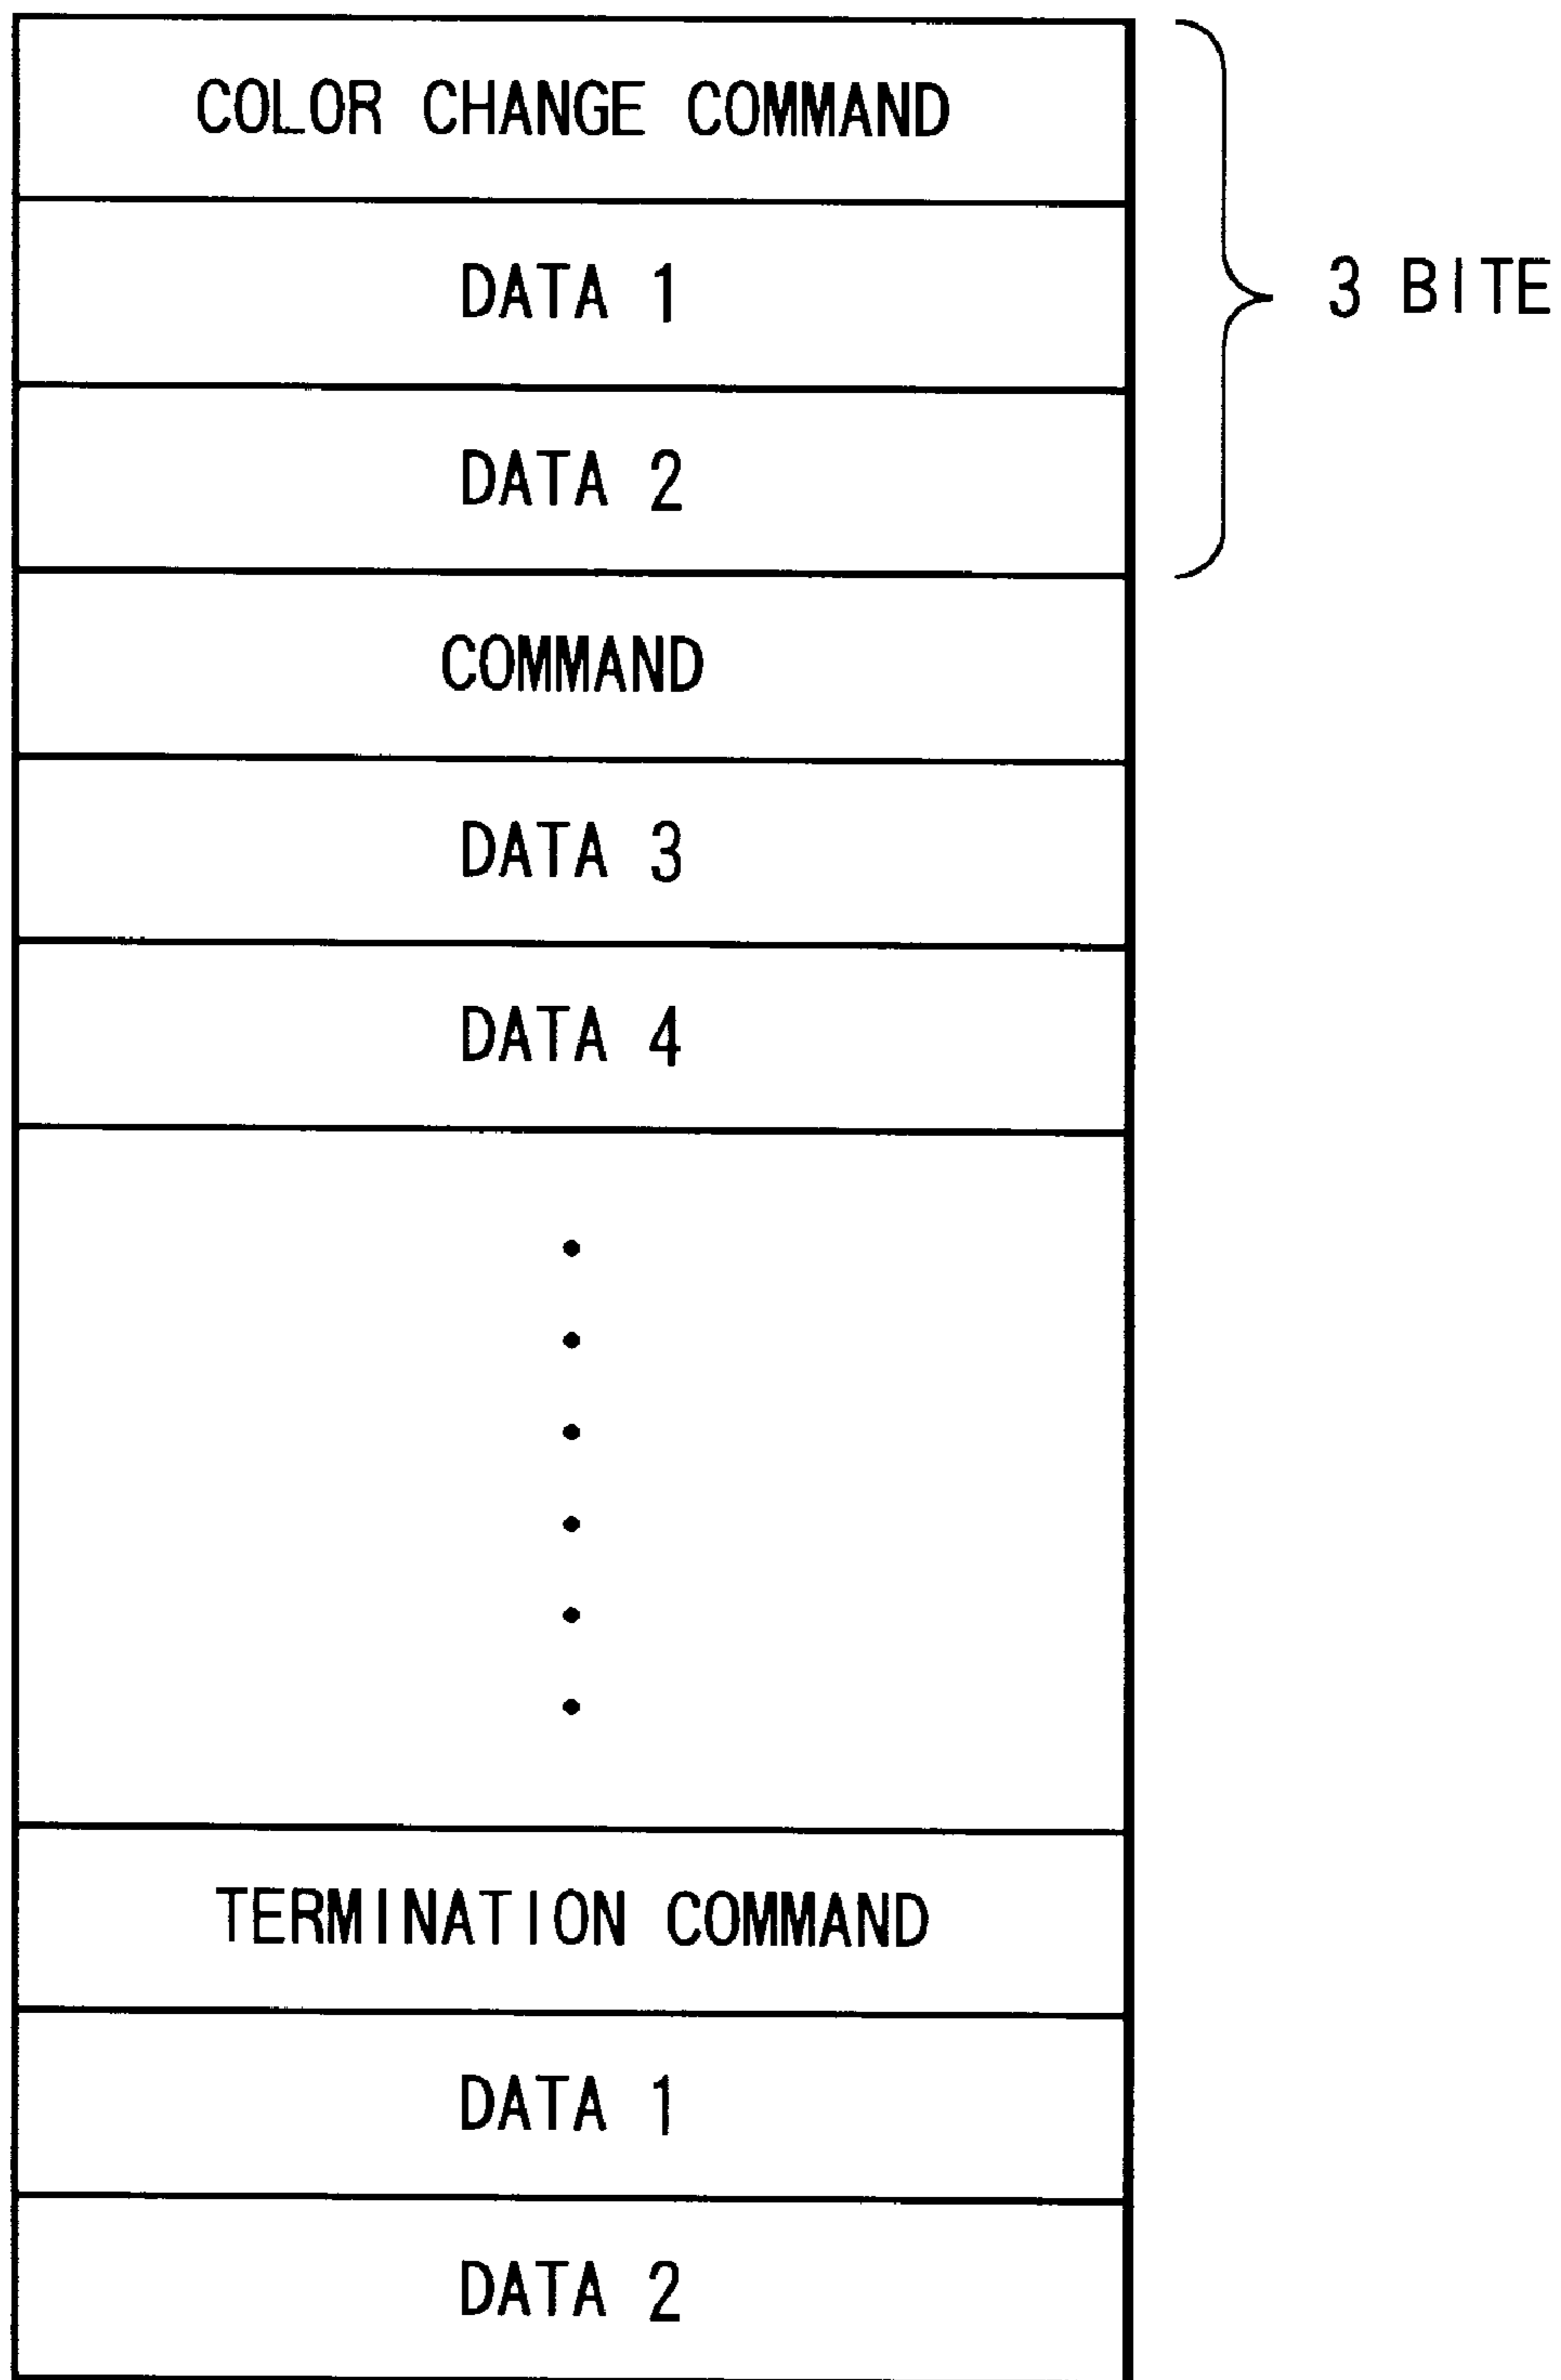 COLOR CHANGE COMMAND
DATA 1
3 BITE
DATA 2
COMMAND
DATA 3
DATA 4
TERMINATION COMMAND
DATA 1
DATA 2